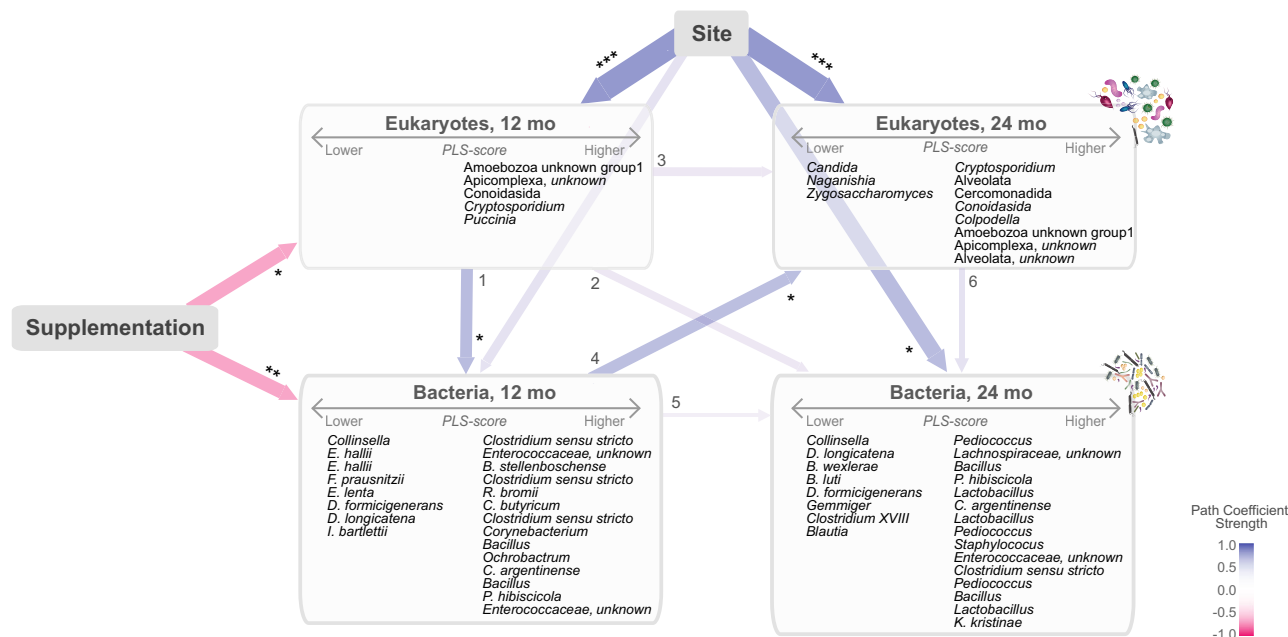 Site
***
***
Eukaryotes, 12 mo
Lower PLS-score Higher
Amoebozoa unknown group1
Apicomplexa, unknown
Conoidasida
Cryptosporidium
Puccinia
3
Eukaryotes, 24 mo
Lower PLS-score Higher
Candida
Naganishia
Zygosaccharomyces
Cryptosporidium
Alveolata
Cercomonadida
Conoidasida
Colpodella
Amoebozoa unknown group1
Apicomplexa, unknown
Alveolata, unknown
*
1
2
*
6
Supplementation
*
4
*
**
Bacteria, 12 mo
Lower PLS-score Higher
Collinsella
E. hallii
E. hallii
F. prausnitzii
E. lenta
D. formicigenerans
D. longicatena
I. bartlettii
Clostridium sensu stricto
Enterococcaceae, unknown
B. stellenboschense
Clostridium sensu stricto
R. bromii
C. butyricum
Clostridium sensu stricto
Corynebacterium
Bacillus
Ochrobactrum
C. argentinense
Bacillus
P. hibiscicola
Enterococcaceae, unknown
5
Bacteria, 24 mo
Lower PLS-score Higher
Collinsella
D. longicatena
B. wexlerae
B. luti
D. formicigenerans
Gemmiger
Clostridium XVIII
Blautia
Pediococcus
Lachnospiraceae, unknown
Bacillus
P. hibiscicola
Lactobacillus
C. argentinense
Lactobacillus
Pediococcus
Staphylococus
Enterococcaceae, unknown
Clostridium sensu stricto
Pediococcus
Bacillus
Lactobacillus
K. kristinae
Path Coefficient
Strength
1.0
0.5
0.0
-0.5
-1.0